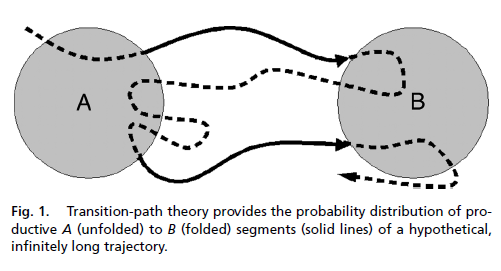 A
B
Fig. 1. Transition-path theory provides the probability distribution of pro-
ductive A (unfolded) to B (folded) segments (solid lines) of a hypothetical,
infinitely long trajectory.